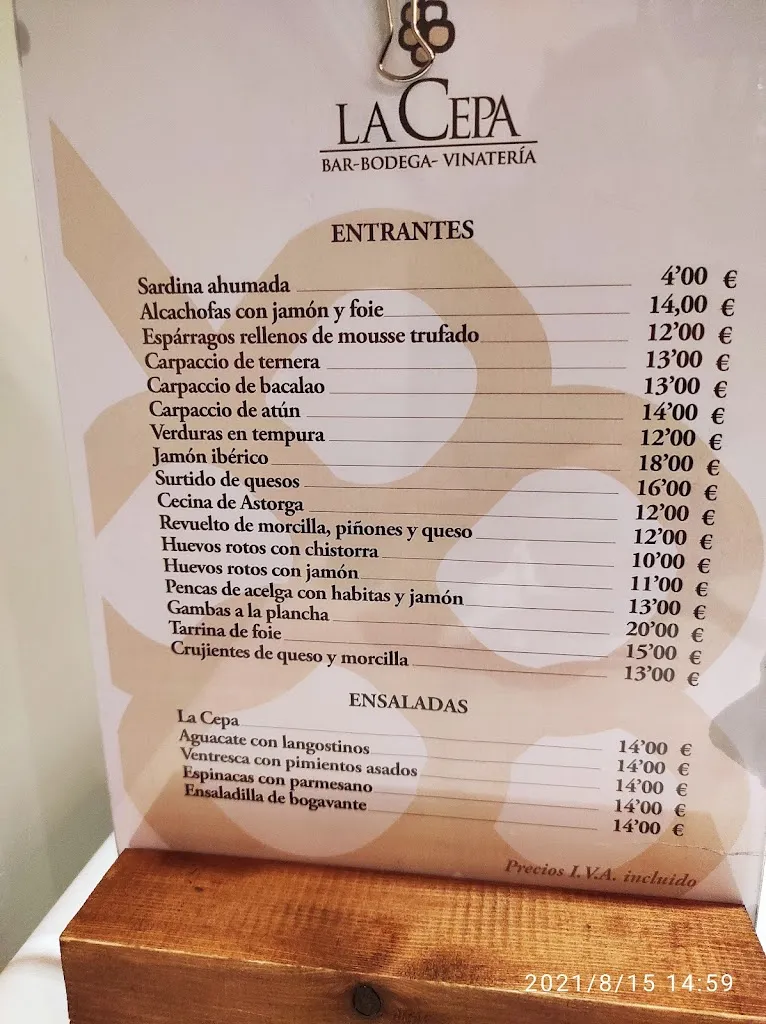 LA CEPA
BAR-BODEGA- VINATERÍA
ENTRANTES
Sardina ahumada 4'00 €
Alcachofas con jamón y foie 14,00 €
Espárragos rellenos de mousse trufado 12'00 €
Carpaccio de ternera 13'00 €
Carpaccio de bacalao 13'00 €
Carpaccio de atún 14'00 €
Verduras en tempura 12'00 €
Jamón ibérico 18'00 €
Surtido de quesos 16'00 €
Cecina de Astorga 12'00 €
Revuelto de morcilla, piñones y queso 12'00 €
Huevos rotos con chistorra 10'00 €
Huevos rotos con jamón 11'00 €
Pencas de acelga con habitas y jamón 13'00 €
Gambas a la plancha 20'00 €
Tarrina de foie 15'00 €
Crujientes de queso y morcilla 13'00 €
ENSALADAS
La Cepa 14'00 €
Aguacate con langostinos 14'00 €
Ventresca con pimientos asados 14'00 €
Espinacas con parmesano 14'00 €
Ensaladilla de bogavante 14'00 €
Precios I.V.A. incluido
2021/8/15 14:59